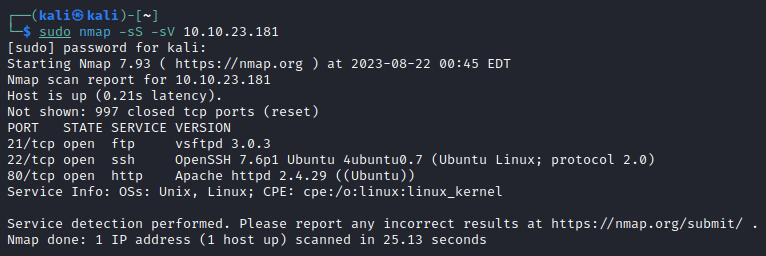 ┌──(kali㉿kali)-[~]
└─$ sudo nmap -sS -sV 10.10.23.181
[sudo] password for kali:
Starting Nmap 7.93 ( https://nmap.org ) at 2023-08-22 00:45 EDT
Nmap scan report for 10.10.23.181
Host is up (0.21s latency).
Not shown: 997 closed tcp ports (reset)
PORT   STATE SERVICE VERSION
21/tcp open  ftp     vsftpd 3.0.3
22/tcp open  ssh     OpenSSH 7.6p1 Ubuntu 4ubuntu0.7 (Ubuntu Linux; protocol 2.0)
80/tcp open  http    Apache httpd 2.4.29 ((Ubuntu))
Service Info: OSs: Unix, Linux; CPE: cpe:/o:linux:linux_kernel

Service detection performed. Please report any incorrect results at https://nmap.org/submit/ .
Nmap done: 1 IP address (1 host up) scanned in 25.13 seconds